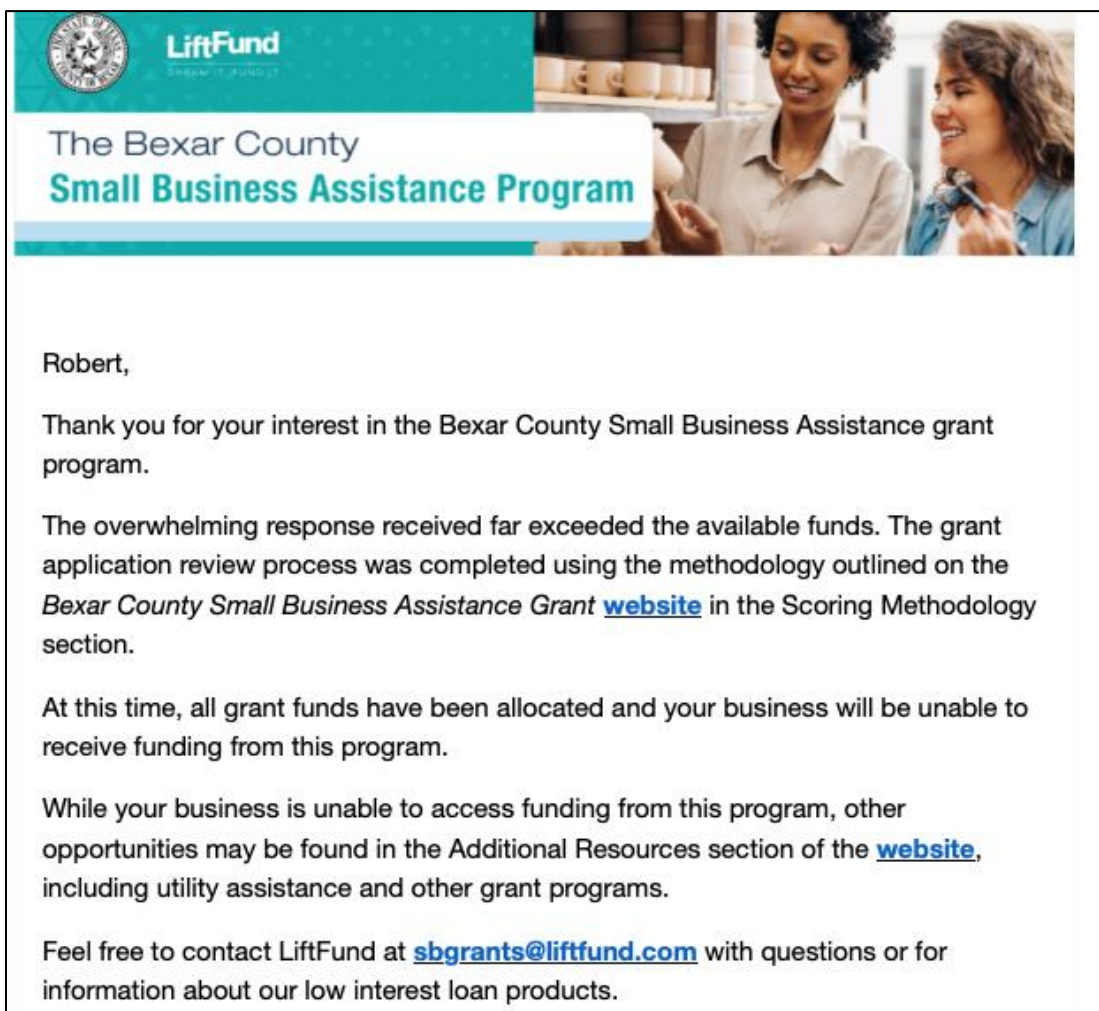 LiftFund
DREAM IT. FUND IT.
The Bexar County
Small Business Assistance Program
Robert,
Thank you for your interest in the Bexar County Small Business Assistance grant
program.
The overwhelming response received far exceeded the available funds. The grant
application review process was completed using the methodology outlined on the
Bexar County Small Business Assistance Grant website in the Scoring Methodology
section.
At this time, all grant funds have been allocated and your business will be unable to
receive funding from this program.
While your business is unable to access funding from this program, other
opportunities may be found in the Additional Resources section of the website,
including utility assistance and other grant programs.
Feel free to contact LiftFund at sbgrants@liftfund.com with questions or for
information about our low interest loan products.